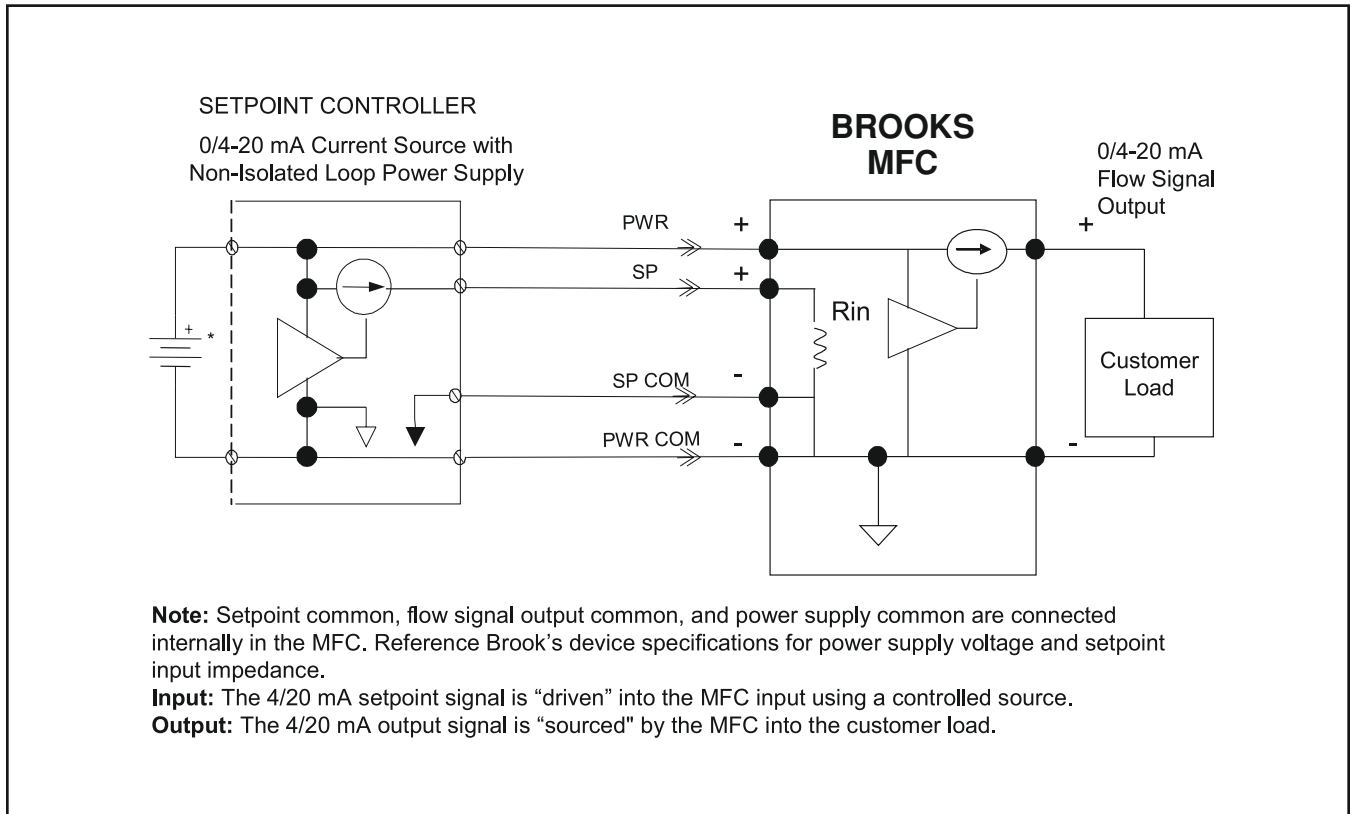 SETPOINT CONTROLLER
0/4-20 mA Current Source with
Non-Isolated Loop Power Supply
BROOKS
MFC
0/4-20 mA
Flow Signal
Output
PWR
+
+
SP
+
Rin
+
*
Customer
Load
SP COM
-
PWR COM
-
-
Note: Setpoint common, flow signal output common, and power supply common are connected
internally in the MFC. Reference Brook's device specifications for power supply voltage and setpoint
input impedance.
Input: The 4/20 mA setpoint signal is “driven” into the MFC input using a controlled source.
Output: The 4/20 mA output signal is “sourced" by the MFC into the customer load.